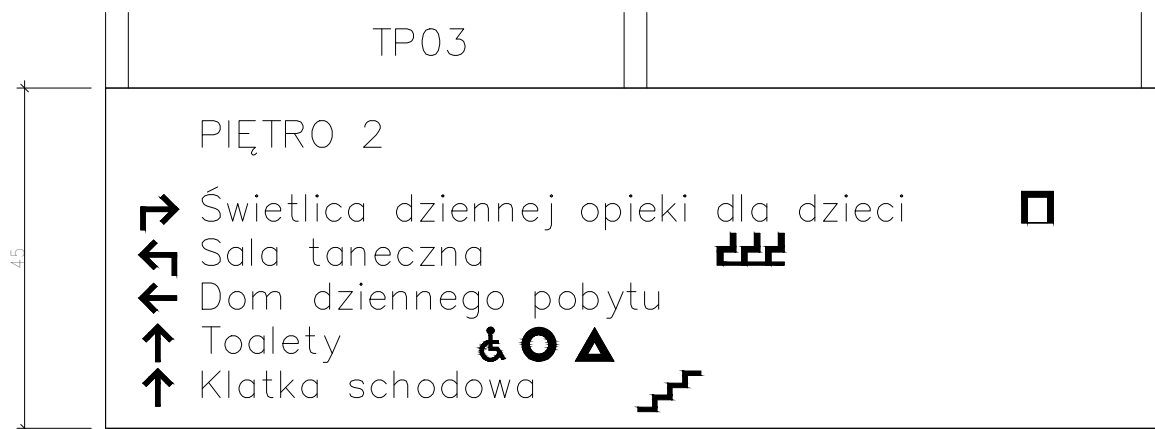 TP03
PIĘTRO 2
Świetlica dziennej opieki dla dzieci
Sala taneczna
45
Dom dziennego pobytu
Toalety
Klatka schodowa